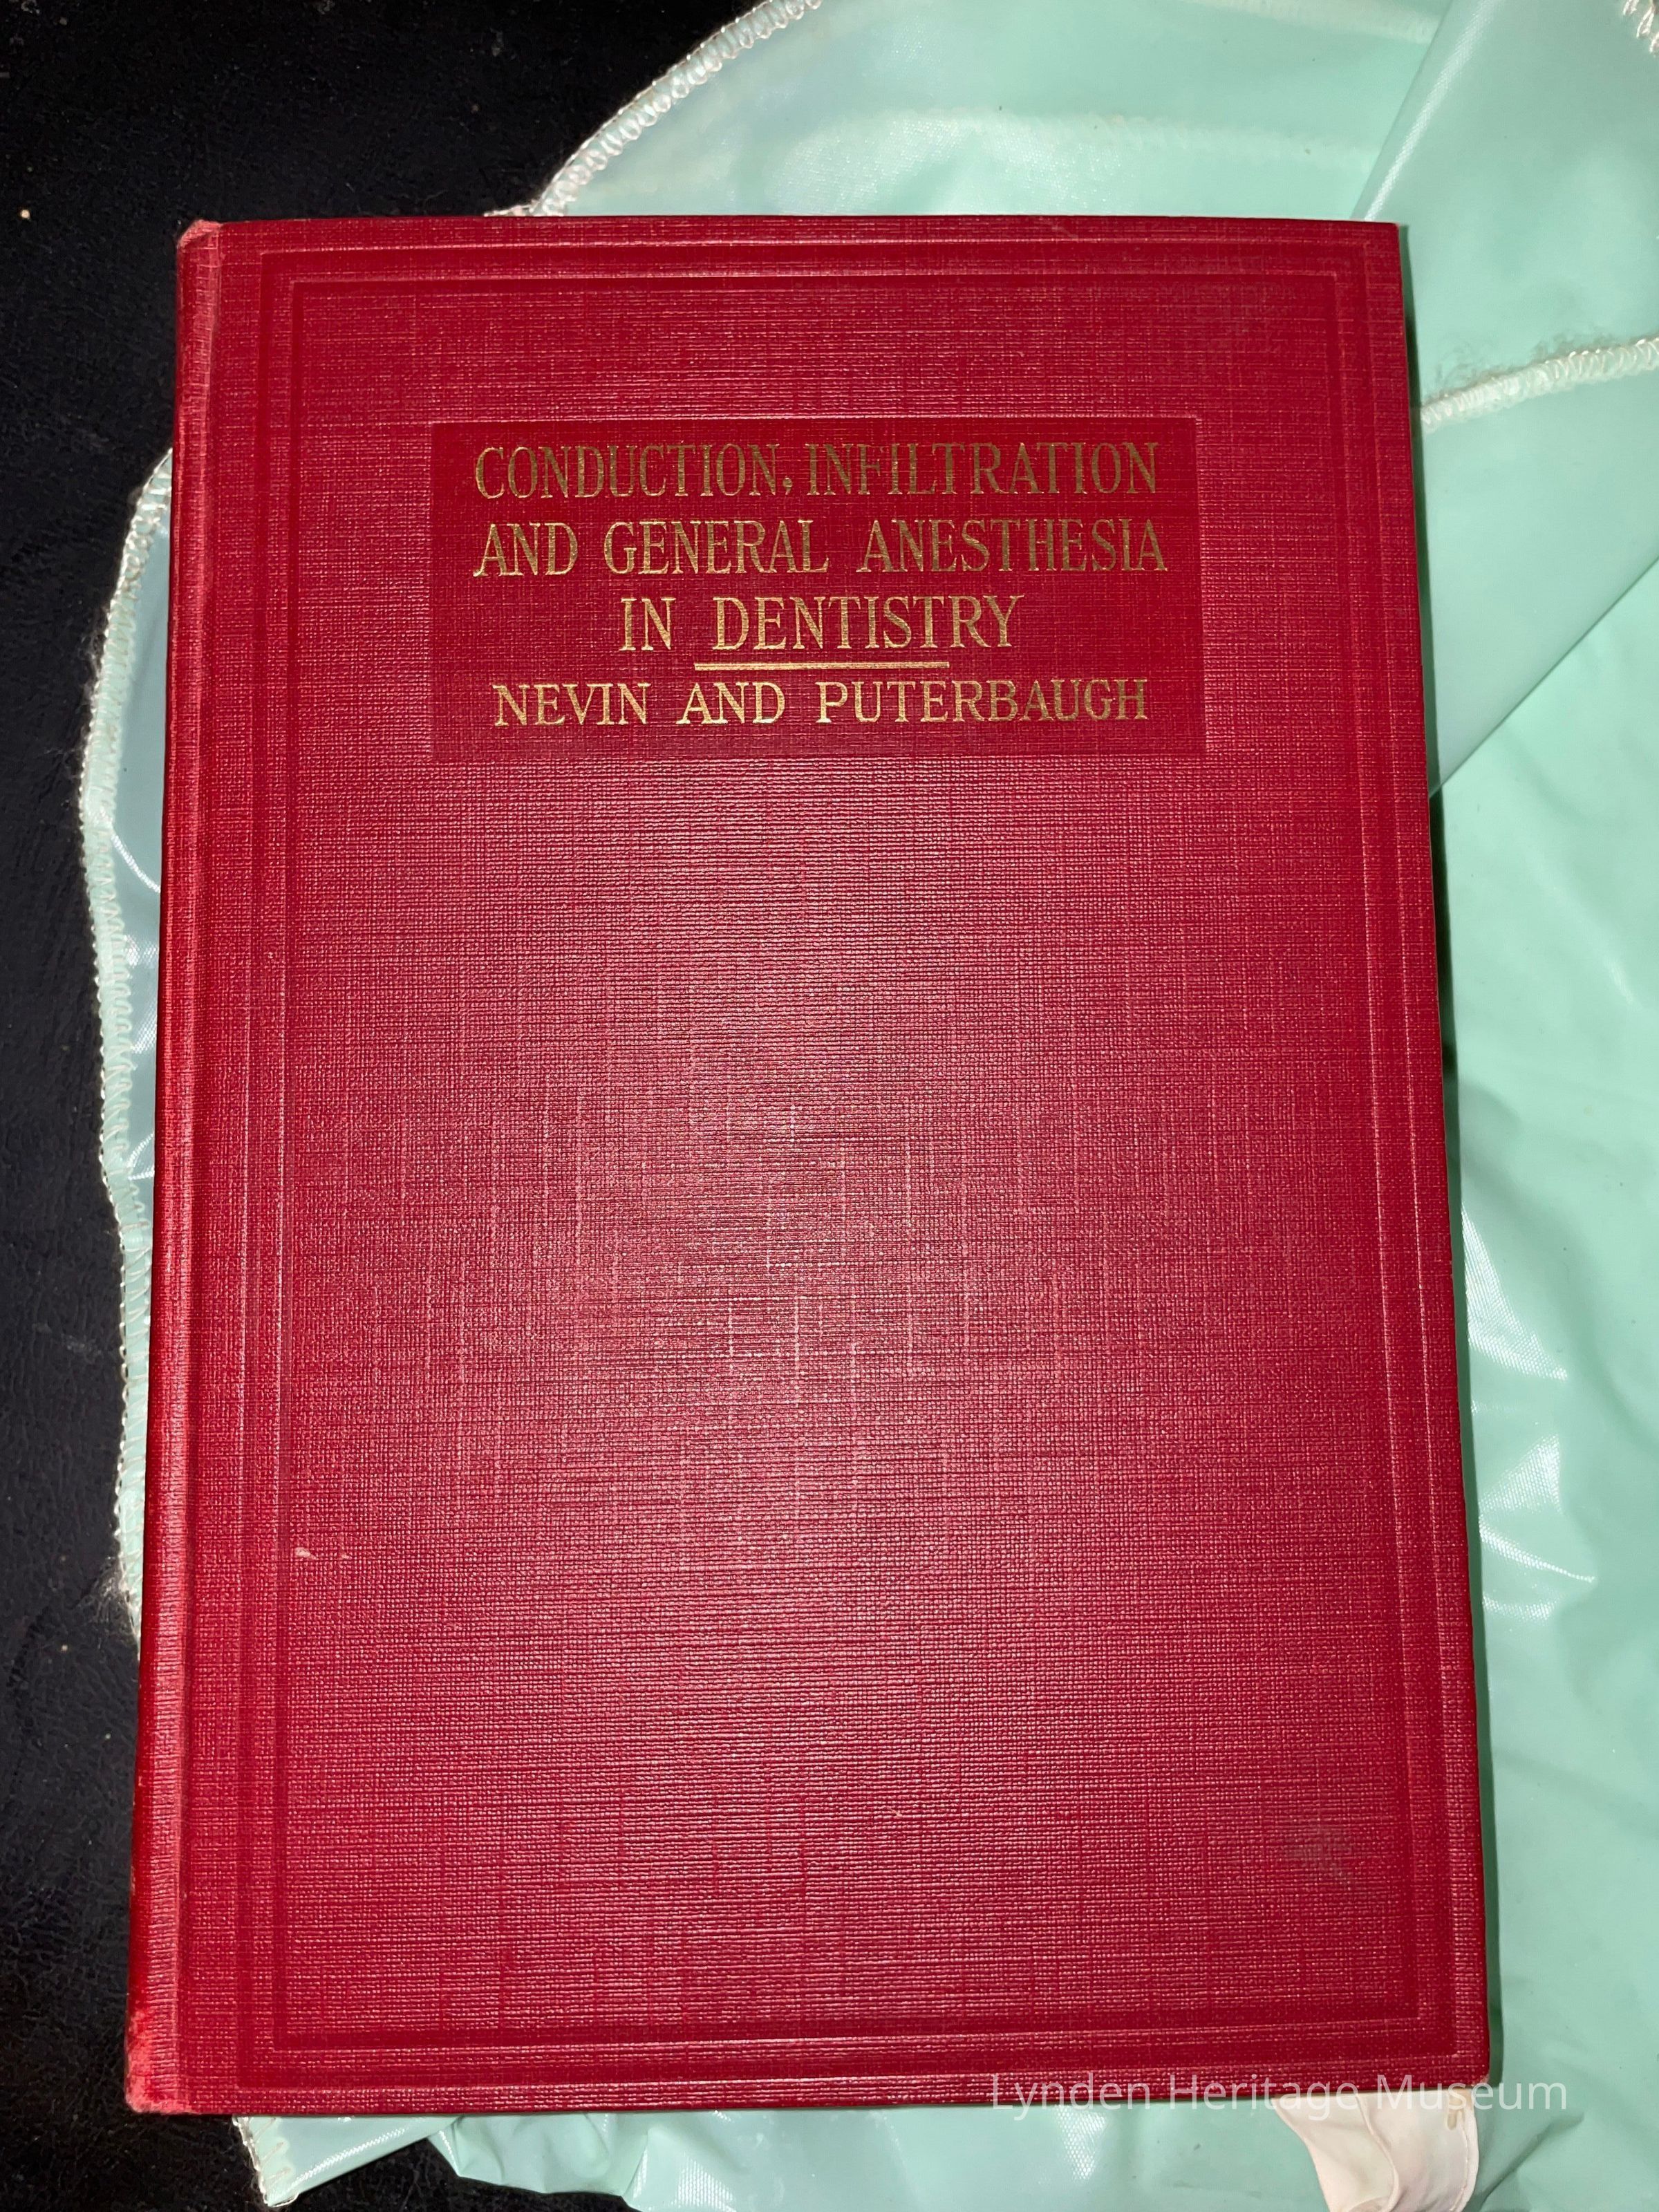 CONDUCTION, INFILTRATION
AND GENERAL ANESTHESIA
IN DENTISTRY
NEVIN AND PUTERBAUGH
Lynden Heritage Museum